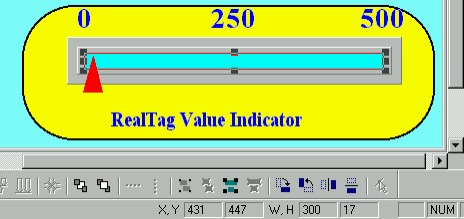 0 250 500
RealTag Value Indicator
X, Y 431 447 W, H 300 17 NUM